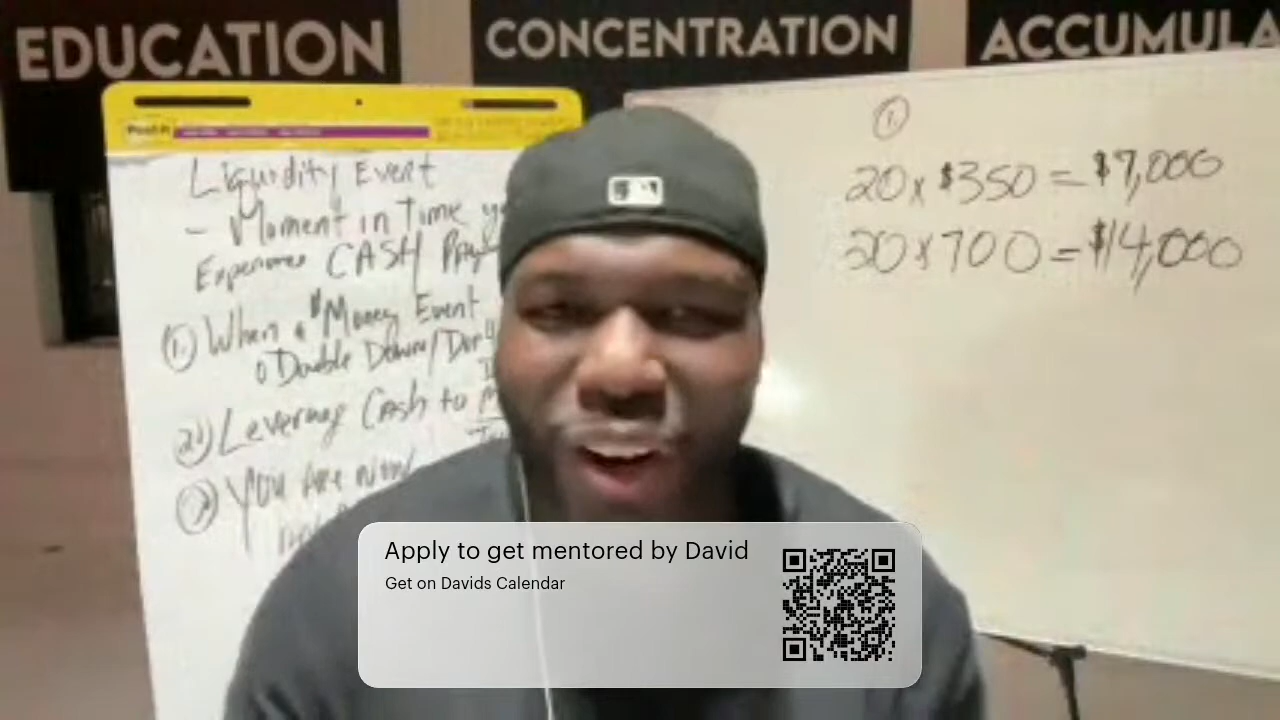 EDUCATION
CONCENTRATION
ACCUMULA
Post-it
Liquidity Event
- Moment in Time
Experience CASH
① When a $Money Event
Double Down/
2) Leverage Cash to
③ You Are Now
①
20 x $350 = $7,000
20 x 700 = $14,000
Apply to get mentored by David
Get on Davids Calendar